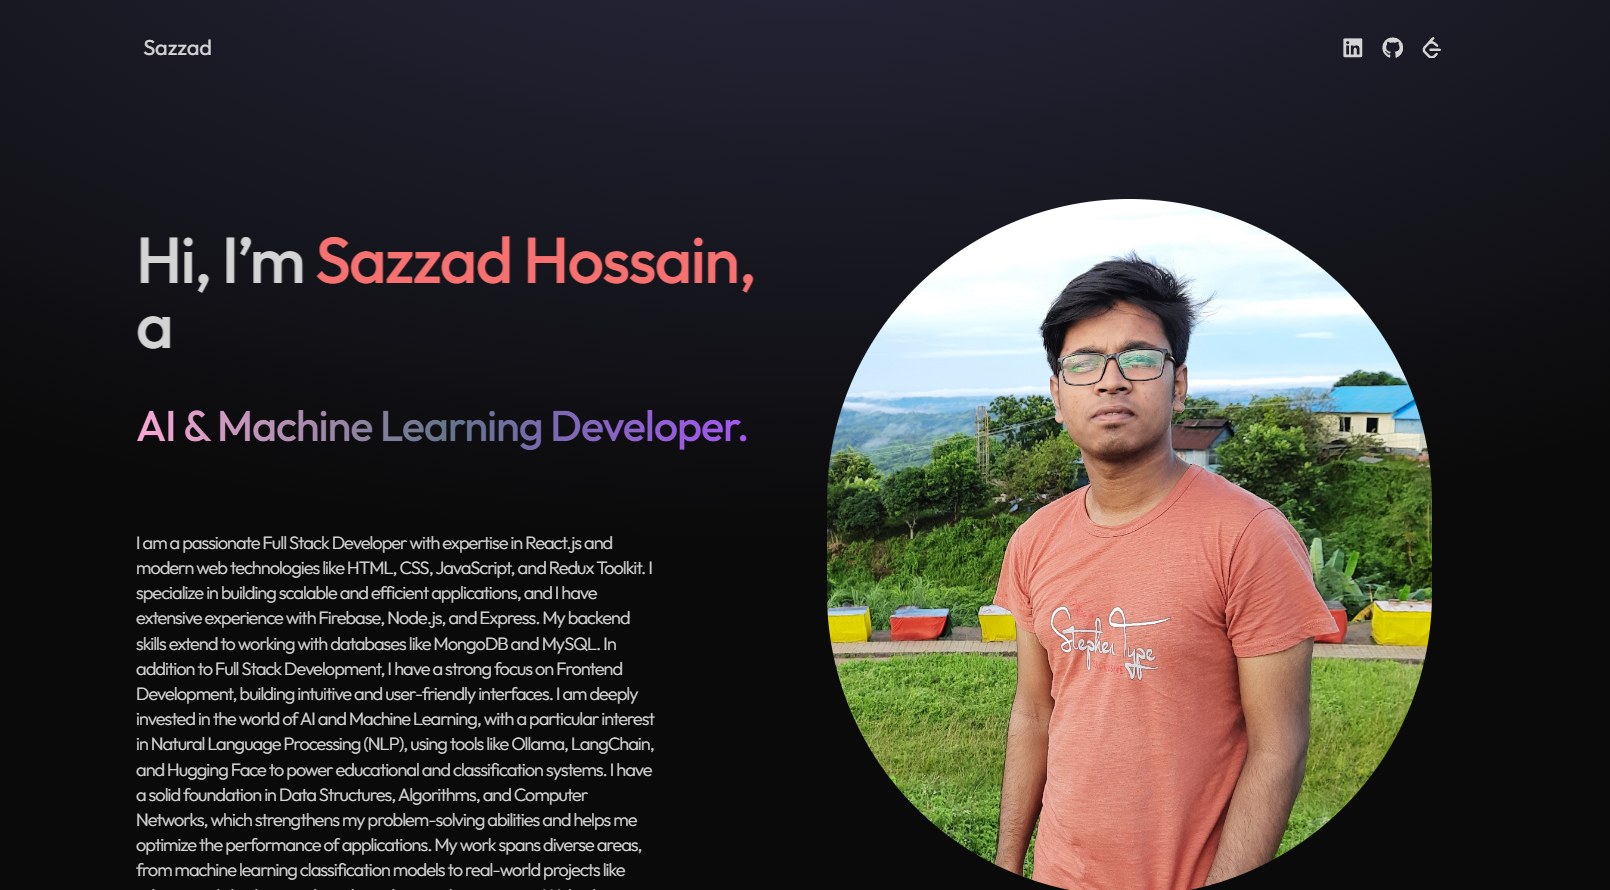 Sazzad
Hi, I’m Sazzad Hossain,
a
AI & Machine Learning Developer.
I am a passionate Full Stack Developer with expertise in React.js and
modern web technologies like HTML, CSS, JavaScript, and Redux Toolkit. I
specialize in building scalable and efficient applications, and I have
extensive experience with Firebase, Node.js, and Express. My backend
skills extend to working with databases like MongoDB and MySQL. In
addition to Full Stack Development, I have a strong focus on Frontend
Development, building intuitive and user-friendly interfaces. I am deeply
invested in the world of AI and Machine Learning, with a particular interest
in Natural Language Processing (NLP), using tools like Ollama, LangChain,
and Hugging Face to power educational and classification systems. I have
a solid foundation in Data Structures, Algorithms, and Computer
Networks, which strengthens my problem-solving abilities and helps me
optimize the performance of applications. My work spans diverse areas,
from machine learning classification models to real-world projects like
Stepher Type